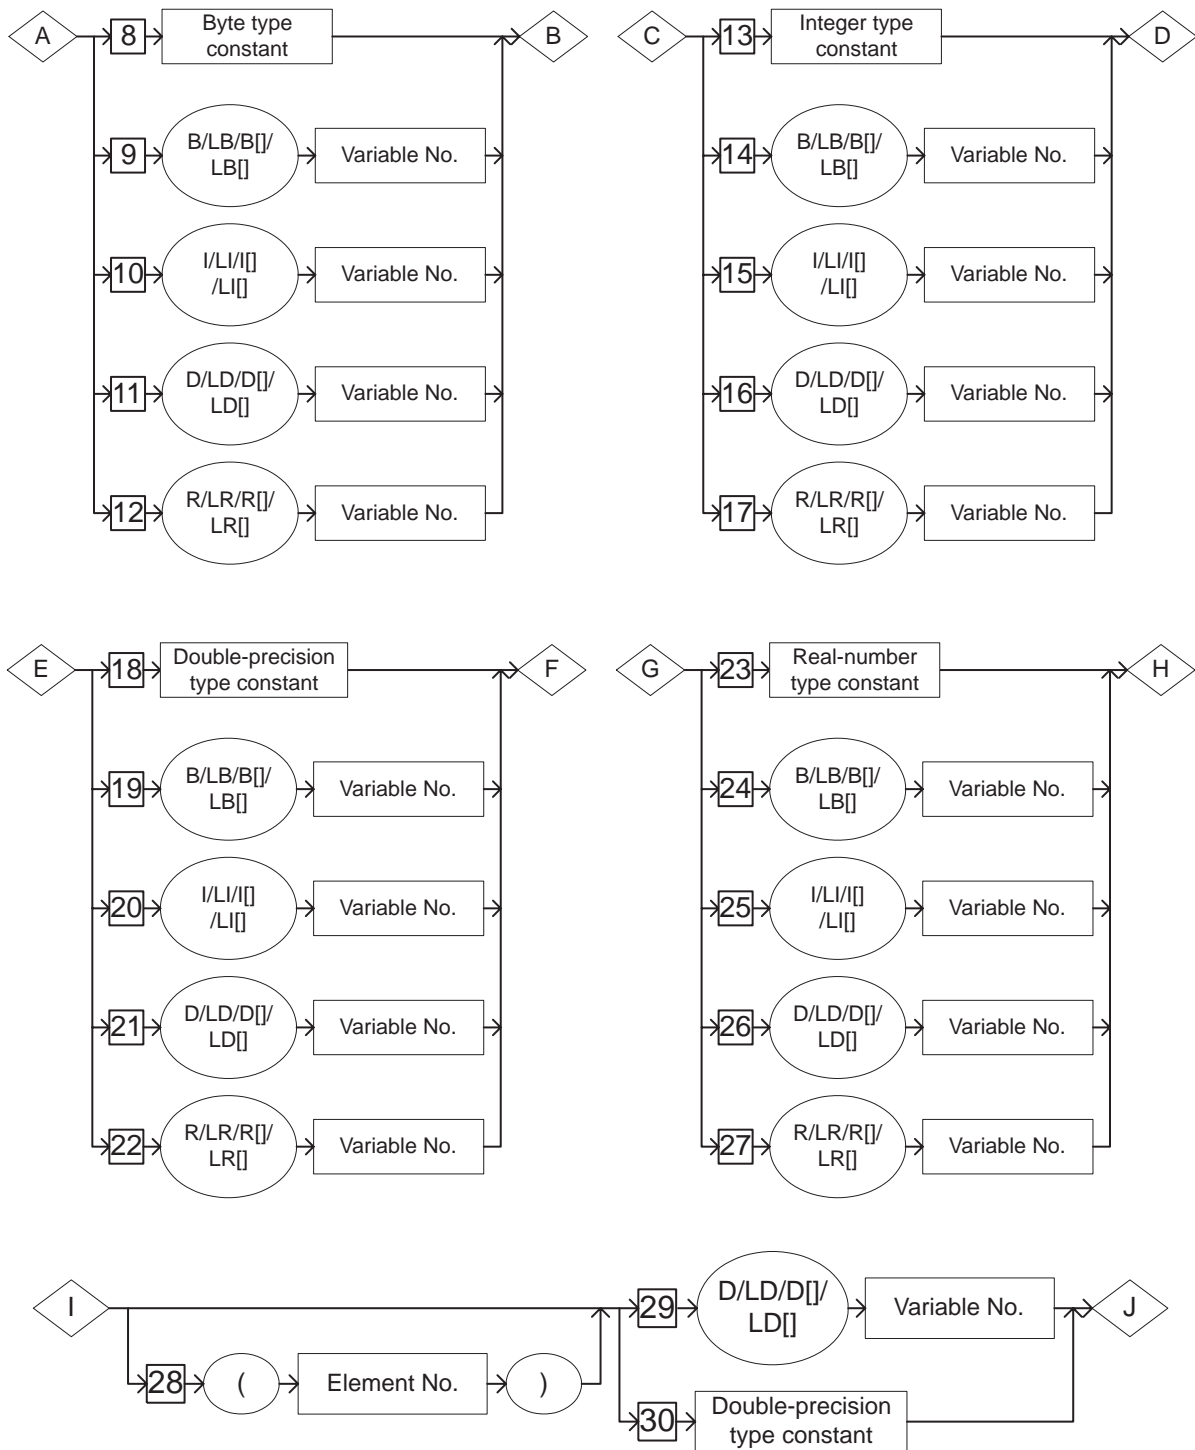 A
8
Byte type
constant
B
9
B/LB/B[]/
LB[]
Variable No.
10
I/LI/I[]
/LI[]
Variable No.
11
D/LD/D[]/
LD[]
Variable No.
12
R/LR/R[]/
LR[]
Variable No.
C
13
Integer type
constant
D
14
B/LB/B[]/
LB[]
Variable No.
15
I/LI/I[]
/LI[]
Variable No.
16
D/LD/D[]/
LD[]
Variable No.
17
R/LR/R[]/
LR[]
Variable No.
E
18
Double-precision
type constant
F
19
B/LB/B[]/
LB[]
Variable No.
20
I/LI/I[]
/LI[]
Variable No.
21
D/LD/D[]/
LD[]
Variable No.
22
R/LR/R[]/
LR[]
Variable No.
G
23
Real-number
type constant
H
24
B/LB/B[]/
LB[]
Variable No.
25
I/LI/I[]
/LI[]
Variable No.
26
D/LD/D[]/
LD[]
Variable No.
27
R/LR/R[]/
LR[]
Variable No.
I
29
D/LD/D[]/
LD[]
Variable No.
J
28
(
Element No.
)
30
Double-precision
type constant